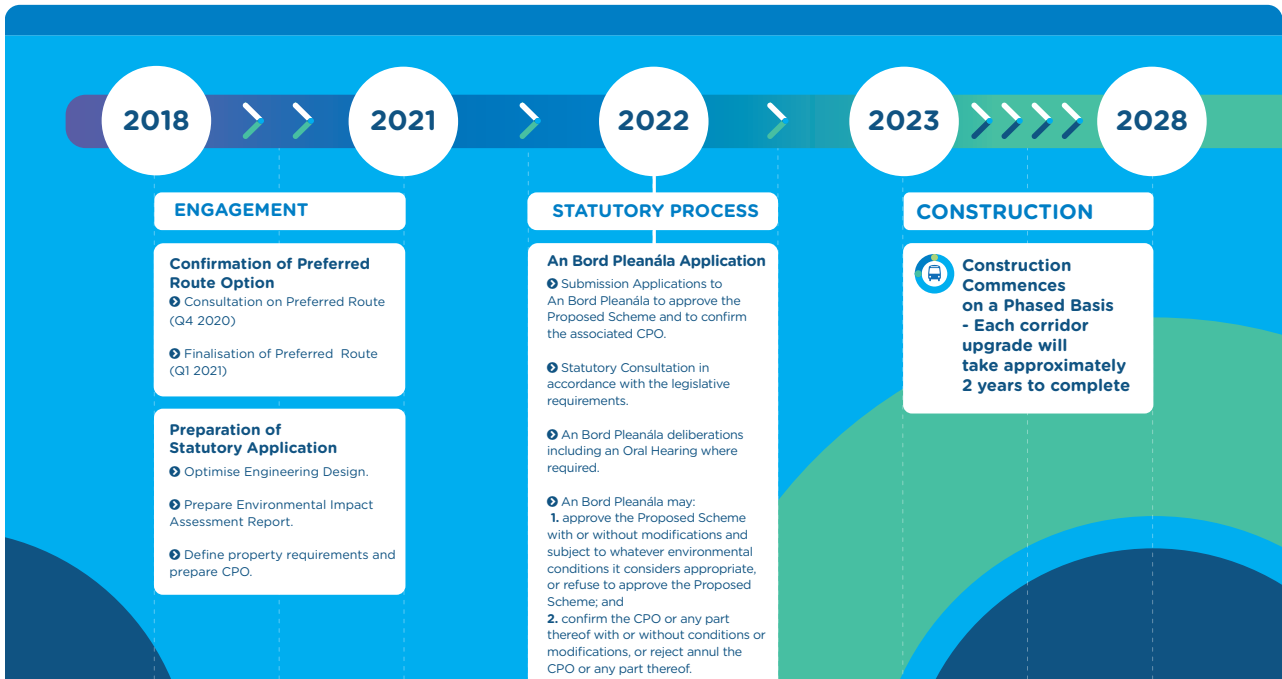 2018
2021
2022
2023
2028
ENGAGEMENT
Confirmation of Preferred
Route Option
Consultation on Preferred Route
(Q4 2020)
Finalisation of Preferred Route
(Q1 2021)
Preparation of
Statutory Application
Optimise Engineering Design.
Prepare Environmental Impact
Assessment Report.
Define property requirements and
prepare CPO.
STATUTORY PROCESS
An Bord Pleanála Application
Submission Applications to
An Bord Pleanála to approve the
Proposed Scheme and to confirm
the associated CPO.
Statutory Consultation in
accordance with the legislative
requirements.
An Bord Pleanála deliberations
including an Oral Hearing where
required.
An Bord Pleanála may:
1. approve the Proposed Scheme
with or without modifications and
subject to whatever environmental
conditions it considers appropriate,
or refuse to approve the Proposed
Scheme; and
2. confirm the CPO or any part
thereof with or without conditions or
modifications, or reject annul the
CPO or any part thereof.
CONSTRUCTION
Construction
Commences
on a Phased Basis
- Each corridor
upgrade will
take approximately
2 years to complete